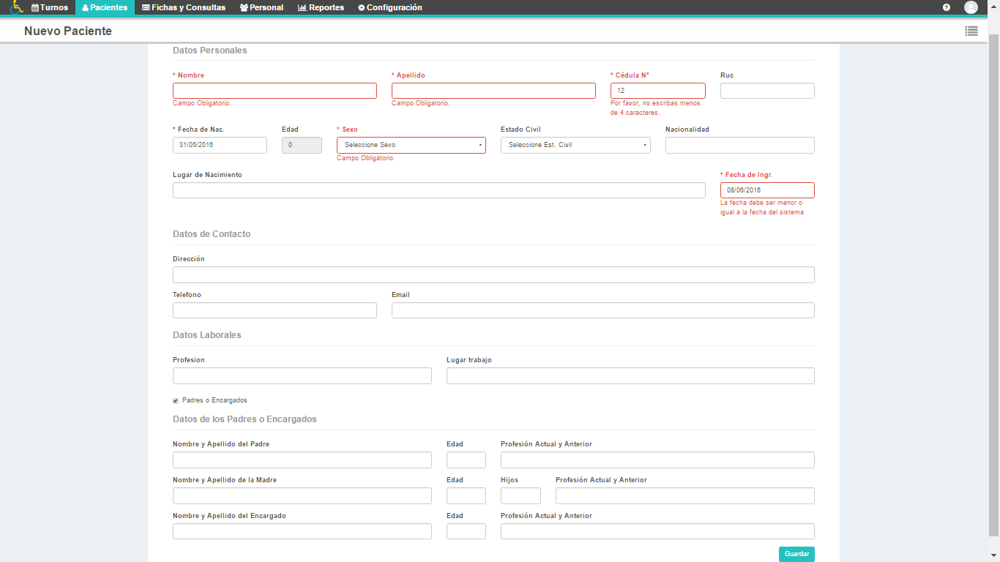 Turnos Pacientes Fichas y Consultas Personal Reportes Configuración
Nuevo Paciente
Datos Personales
* Nombre * Apellido * Cédula N° Ruc
12
Campo Obligatorio. Campo Obligatorio. Por favor, no escribas menos
de 4 caracteres.
* Fecha de Nac. Edad * Sexo Estado Civil Nacionalidad
31/05/2016 0 Seleccione Sexo Seleccione Est. Civil
Campo Obligatorio.
Lugar de Nacimiento * Fecha de Ingr.
08/06/2016
La fecha debe ser menor o
igual a la fecha del sistema
Datos de Contacto
Dirección
Telefono Email
Datos Laborales
Profesion Lugar trabajo
Padres o Encargados
Datos de los Padres o Encargados
Nombre y Apellido del Padre Edad Profesión Actual y Anterior
Nombre y Apellido de la Madre Edad Hijos Profesión Actual y Anterior
Nombre y Apellido del Encargado Edad Profesión Actual y Anterior
Guardar